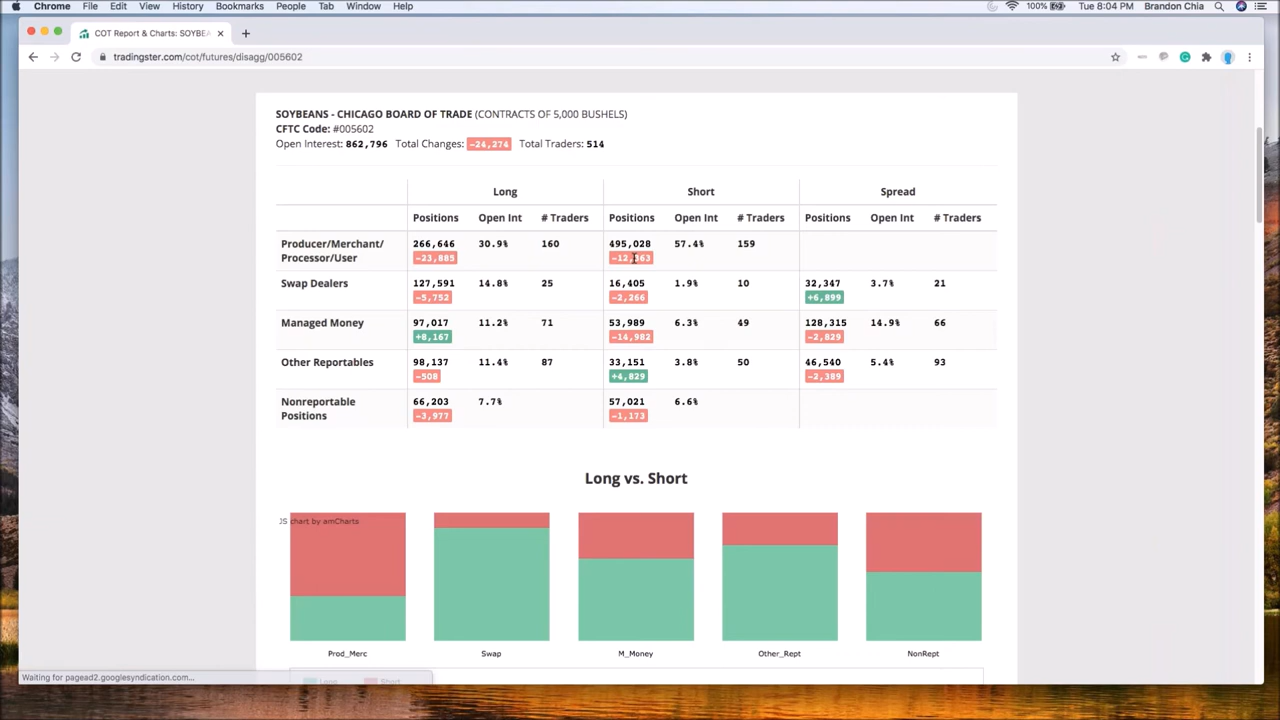 Chrome File Edit View History Bookmarks People Tab Window Help 100% Tue 8:04 PM Brandon Chia
COT Report & Charts: SOYBEA
tradingster.com/cot/futures/disagg/005602
SOYBEANS - CHICAGO BOARD OF TRADE (CONTRACTS OF 5,000 BUSHELS)
CFTC Code: #005602
Open Interest: 862,796 Total Changes: -24,274 Total Traders: 514
Long Short Spread
Positions Open Int # Traders Positions Open Int # Traders Positions Open Int # Traders
Producer/Merchant/ 266,646 30.9% 160 495,028 57.4% 159
Processor/User -23,885
Swap Dealers 127,591 14.8% 25 16,405 1.9% 10 32,347 3.7% 21
-5,752 -2,266 +6,899
Managed Money 97,017 11.2% 71 53,989 6.3% 49 128,315 14.9% 66
+8,167 -14,982 -2,829
Other Reportables 98,137 11.4% 87 33,151 3.8% 50 46,540 5.4% 93
-508 +4,829 -2,389
Nonreportable 66,203 7.7% 57,021 6.6%
Positions -3,977 -1,173
Long vs. Short
JS chart by amCharts
Prod_Merc Swap M_Money Other_Rept NonRept
Long Short
Waiting for pagead2.googlesyndication.com...